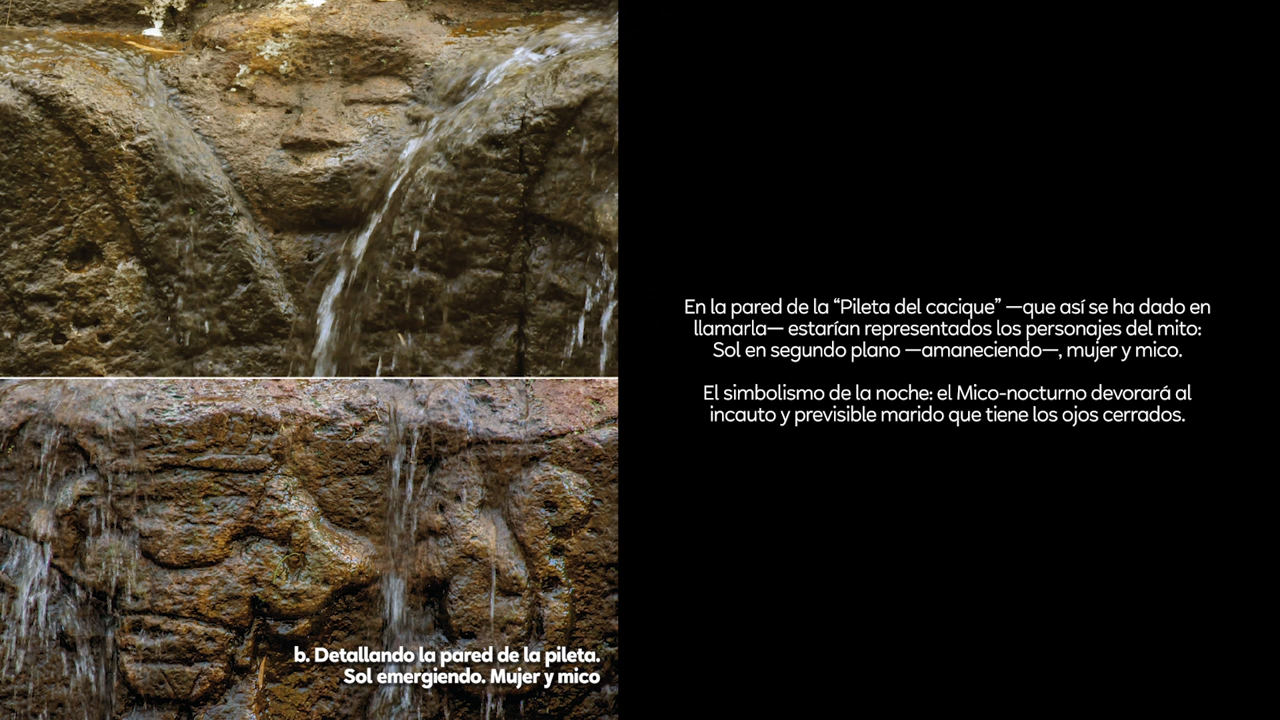 b. Detallando la pared de la pileta.
Sol emergiendo. Mujer y mico
En la pared de la “Pileta del cacique” —que así se ha dado en
llamarla— estarían representados los personajes del mito:
Sol en segundo plano —amaneciendo—, mujer y mico.
El simbolismo de la noche: el Mico-nocturno devorará al
incauto y previsible marido que tiene los ojos cerrados.